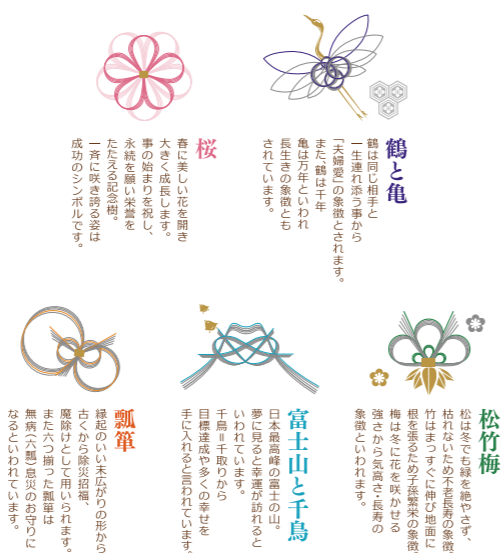 鶴と亀
鶴は同じ相手と
一生連れ添う事から
「夫婦愛」の象徴とされます。
また、鶴は千年
亀は万年といわれ
長生きの象徴とも
されています。
桜
春に美しい花を開き
大きく成長します。
事の始まりを祝し、
永続を願い栄誉を
たたえる記念樹。
一斉に咲き誇る姿は
成功のシンボルです。
松竹梅
松は冬でも緑を絶やさず、
枯れないため不老長寿の象徴。
竹はまっすぐに伸び地面に
根を張るため子孫繁栄の象徴。
梅は冬に花を咲かせる
強さから気高さ・長寿の
象徴といわれます。
富士山と千鳥
日本最高峰の富士の山。
夢に見ると幸運が訪れると
いわれています。
千鳥＝千取りから
目標達成や多くの幸せを
手に入れると言われています。
瓢箪
縁起のいい末広がりの形から
古くから除災招福、
魔除けとして用いられます。
また六つ揃った瓢箪は
無病(六瓢)息災のお守りに
なるといわれています。